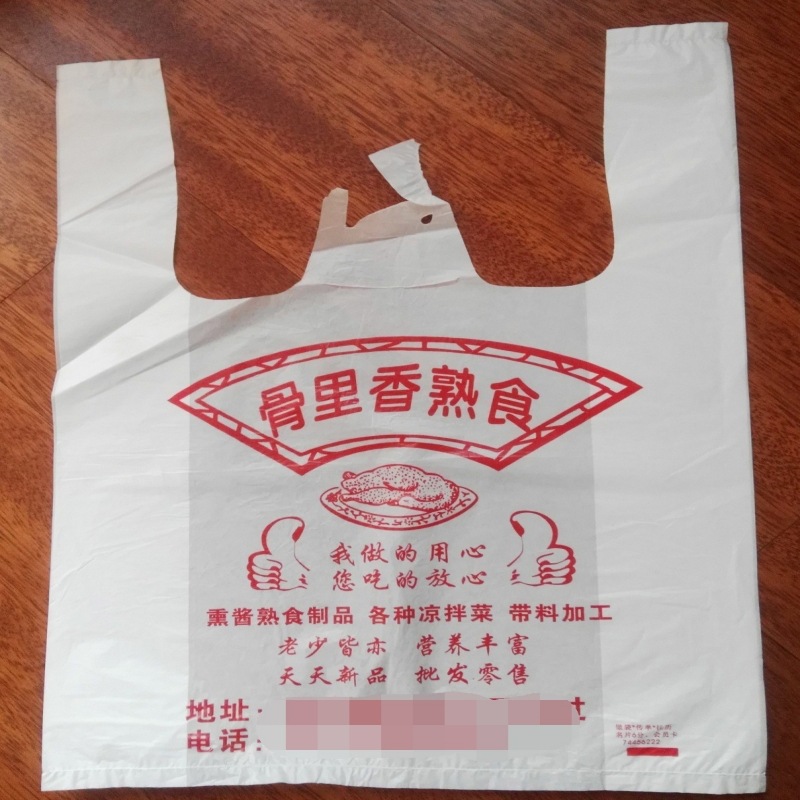 骨里香熟食
我做的用心
您吃的放心
熏酱熟食制品 各种凉拌菜 带料加工
老少皆亦 营养丰富
天天新品 批发零售
地址:
电话: